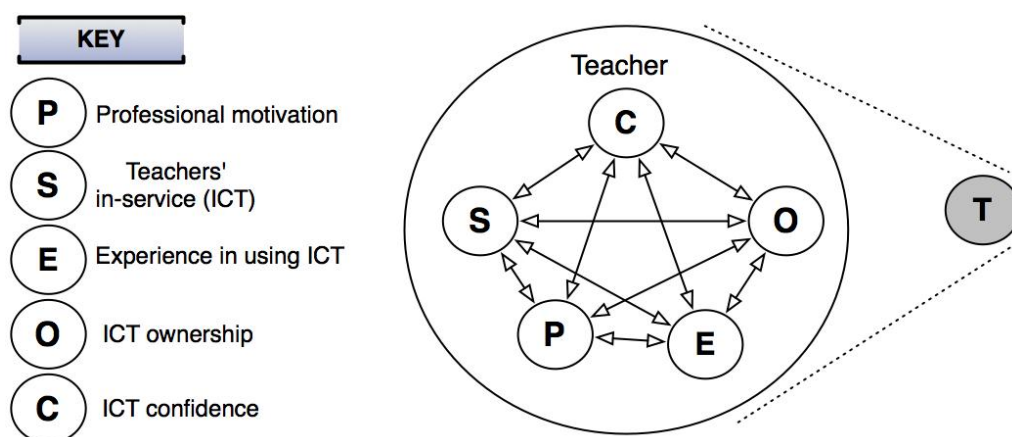 KEY
P Professional motivation
S Teachers'
in-service (ICT)
E Experience in using ICT
O ICT ownership
C ICT confidence
Teacher
C
S
O
P
E
T